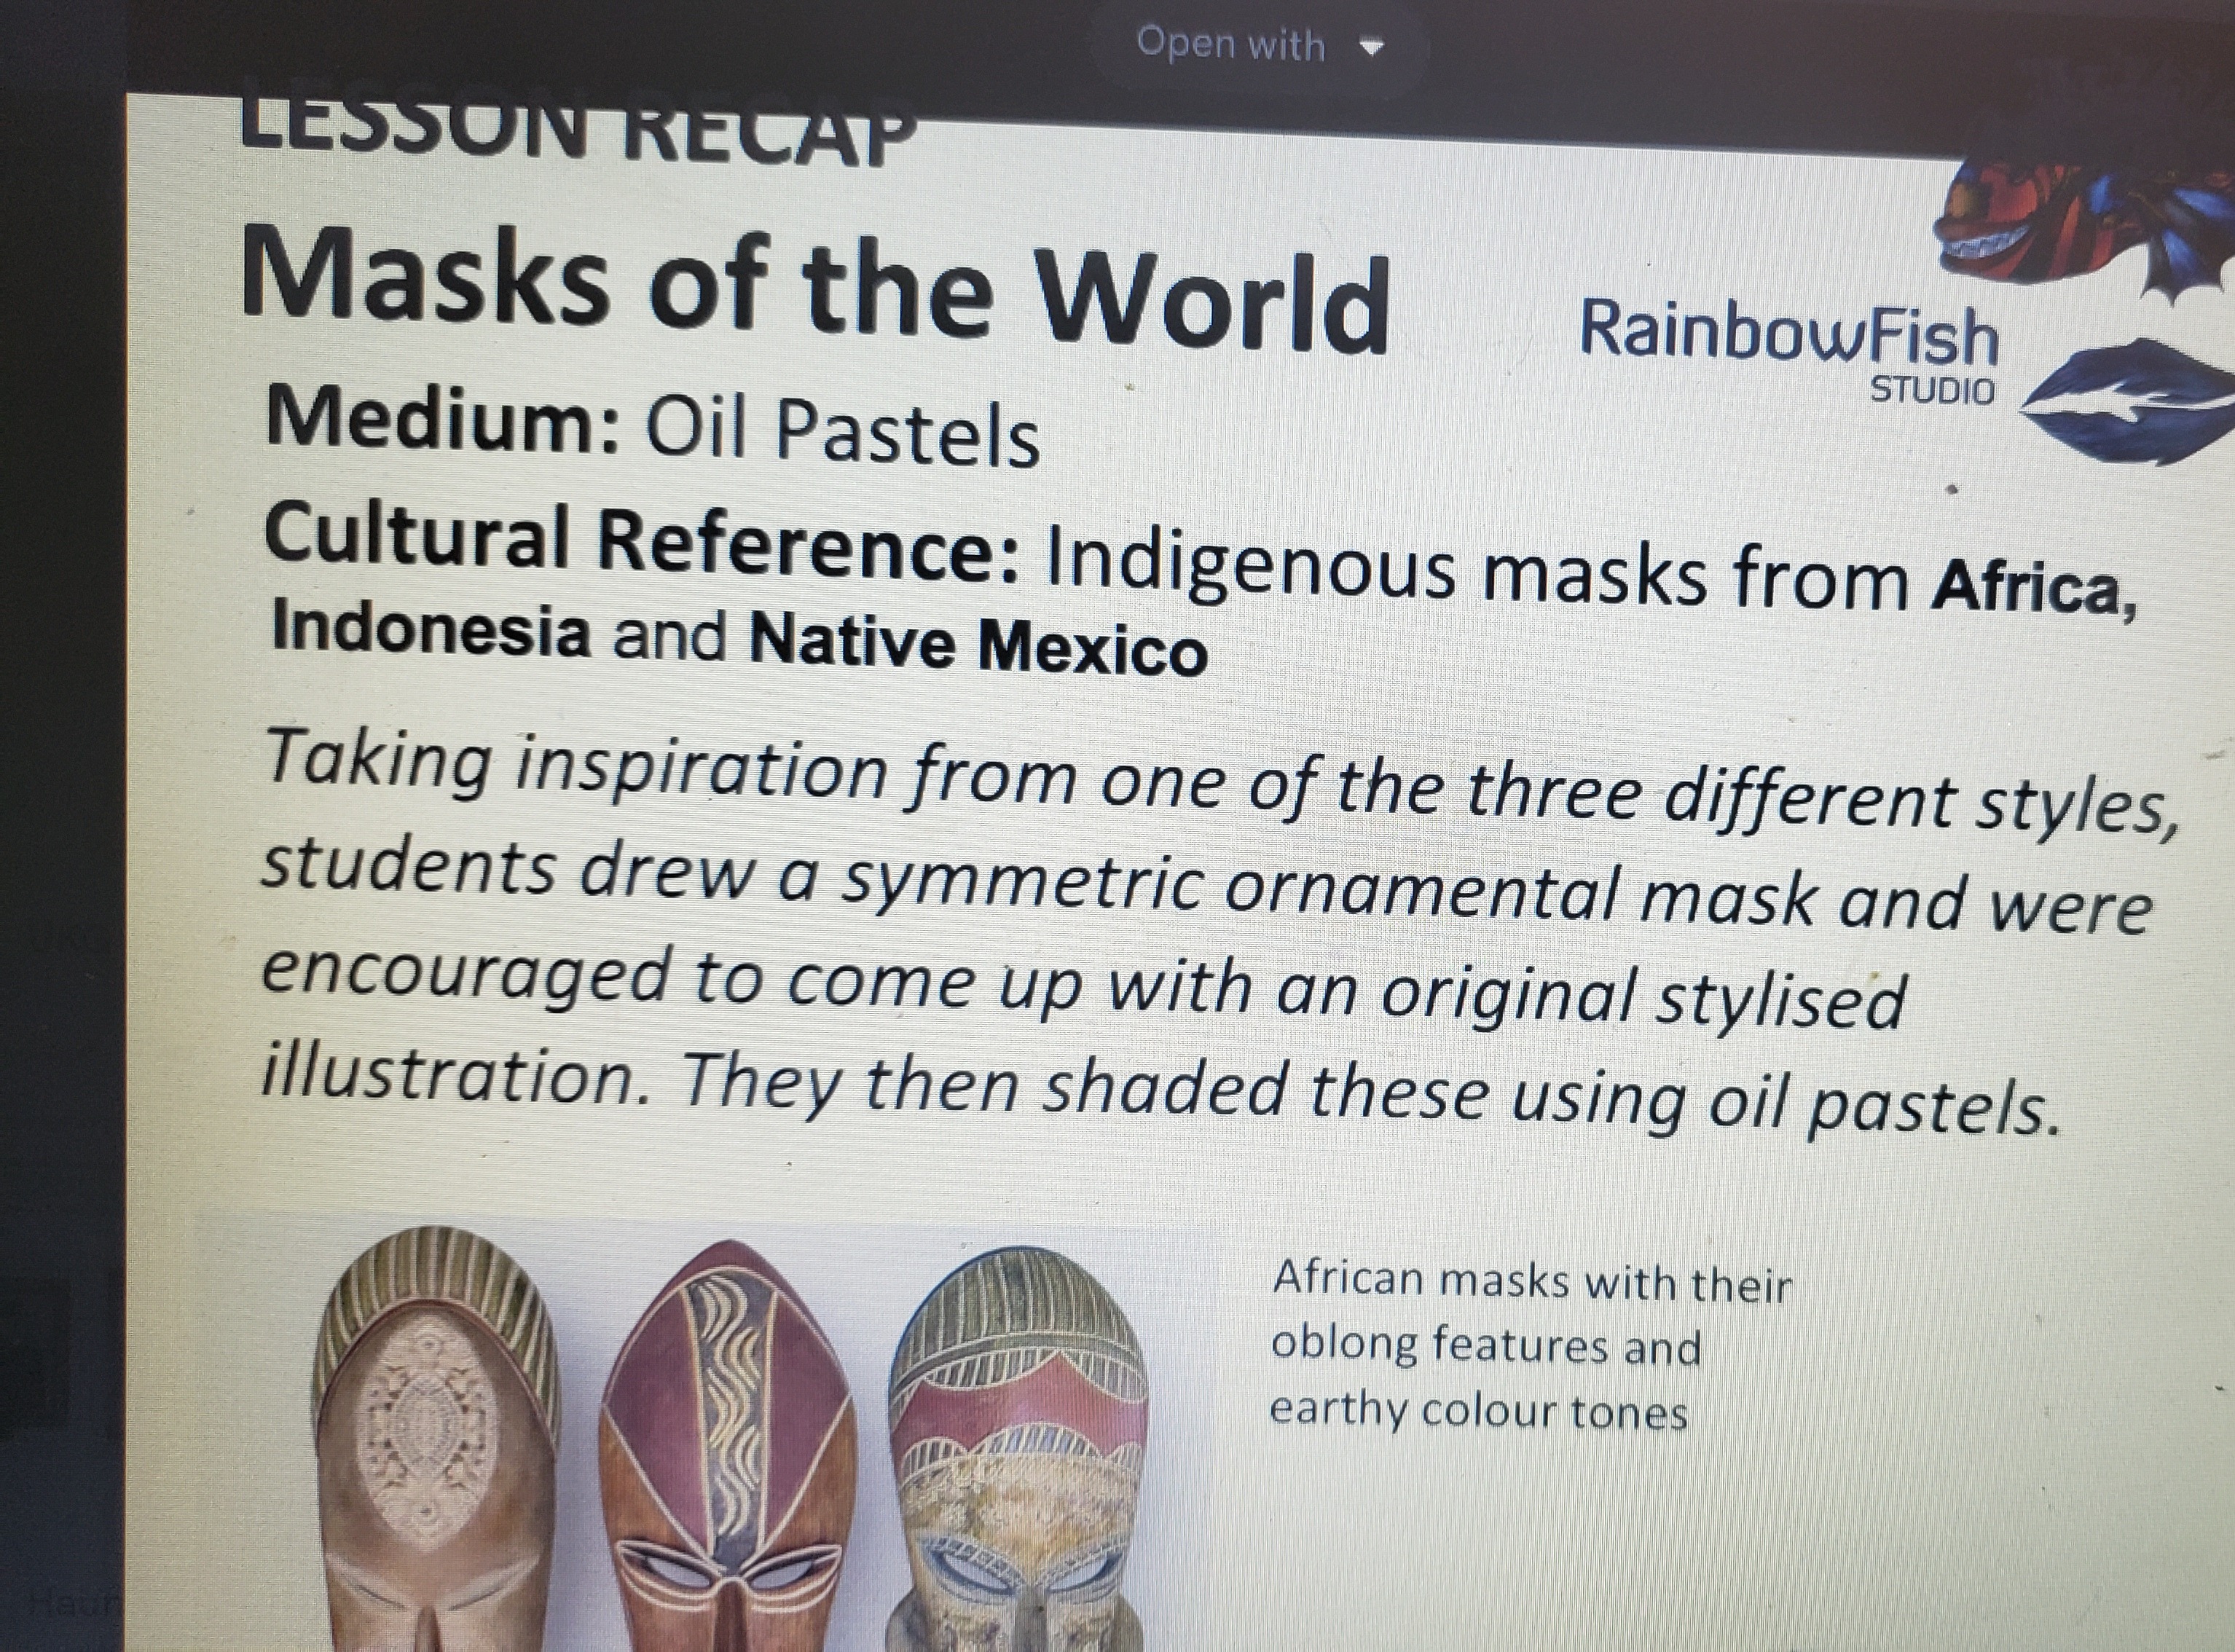 Open with
LESSON RECAP
Masks of the World
RainbowFish
STUDIO
Medium: Oil Pastels
Cultural Reference: Indigenous masks from Africa,
Indonesia and Native Mexico
Taking inspiration from one of the three different styles,
students drew a symmetric ornamental mask and were
encouraged to come up with an original stylised
illustration. They then shaded these using oil pastels.
African masks with their
oblong features and
earthy colour tones